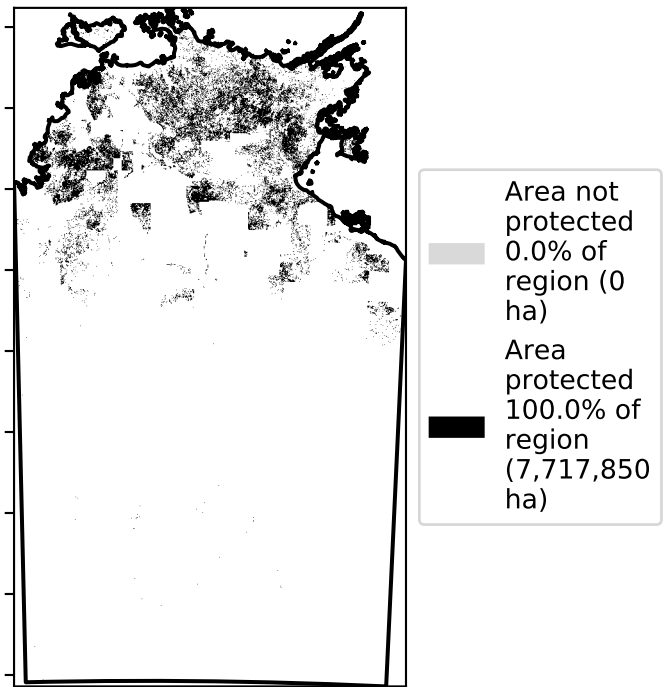 Area not
protected
0.0% of
region (0
ha)
Area
protected
100.0% of
region
(7,717,850
ha)